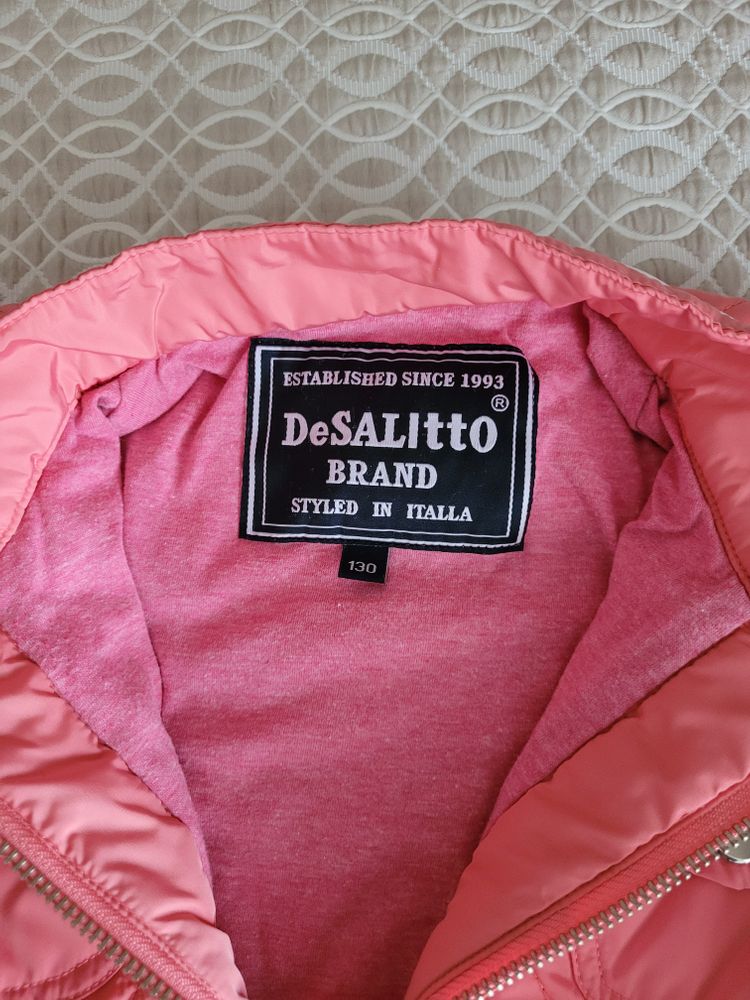 ESTABLISHED SINCE 1993
DeSALIttO®
BRAND
STYLED IN ITALLA
130